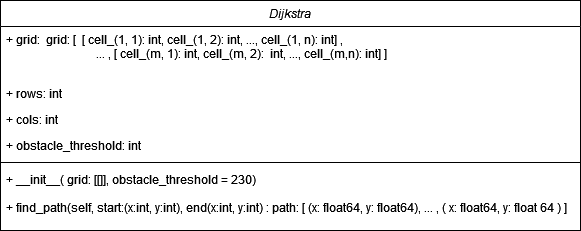 Dijkstra
+ grid:  grid: [  [ cell_(1, 1): int, cell_(1, 2): int, ..., cell_(1, n): int] ,
... , [ cell_(m, 1): int, cell_(m, 2):  int, ..., cell_(m,n): int] ]
+ rows: int
+ cols: int
+ obstacle_threshold: int
+ __init__( grid: [[]], obstacle_threshold = 230)
+ find_path(self, start:(x:int, y:int), end(x:int, y:int) : path: [ (x: float64, y: float64), ... , ( x: float64, y: float 64 ) ]